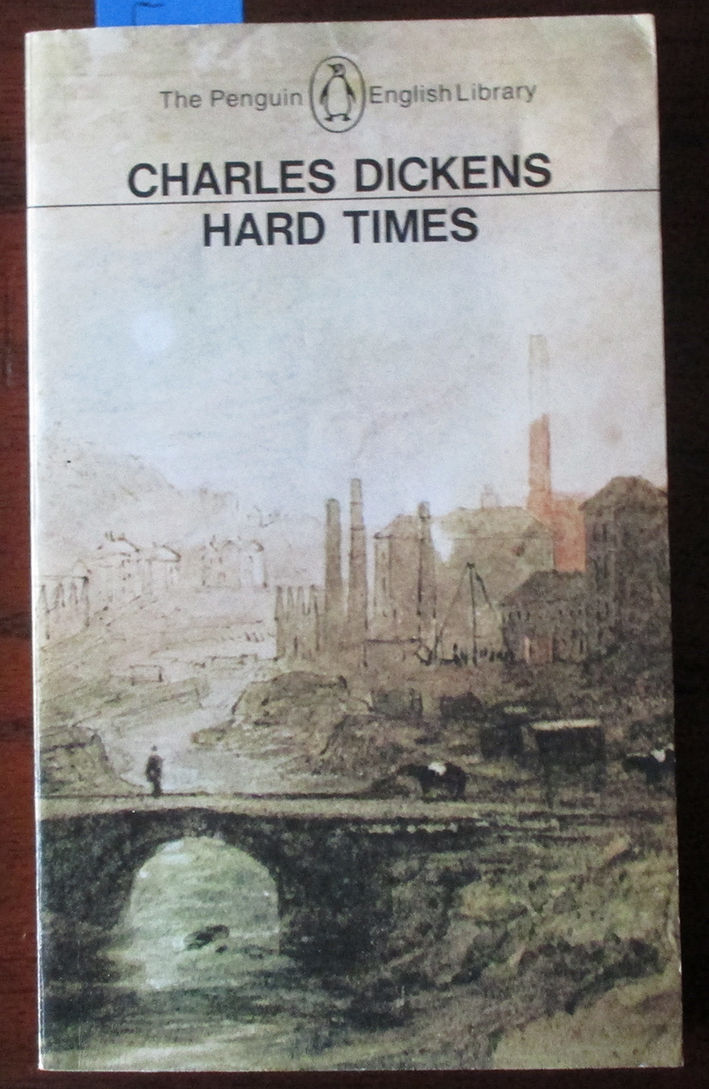 The Penguin English Library
CHARLES DICKENS
HARD TIMES